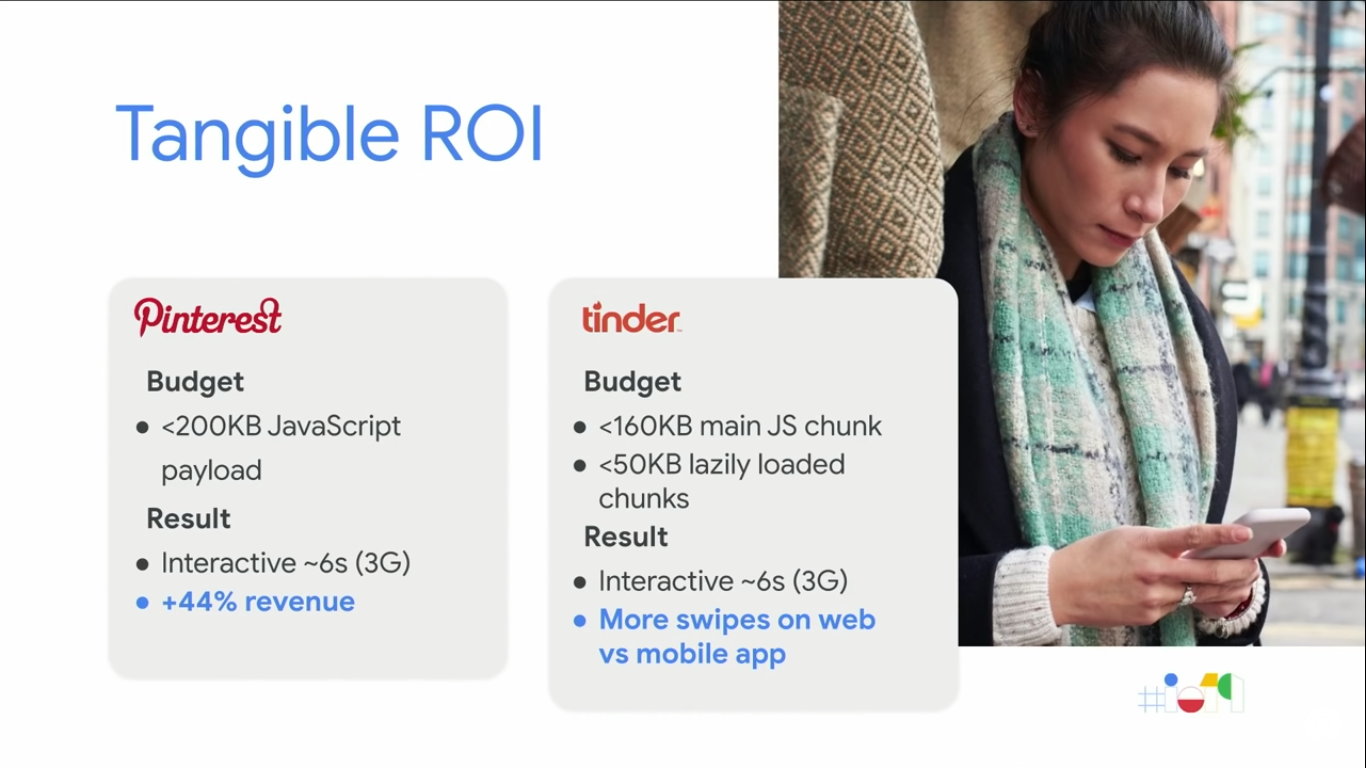 Tangible ROI
Pinterest
Budget
<200KB JavaScript
payload
Result
Interactive ~6s (3G)
+44% revenue
tinder
Budget
<160KB main JS chunk
<50KB lazily loaded
chunks
Result
Interactive ~6s (3G)
More swipes on web
vs mobile app
#io19